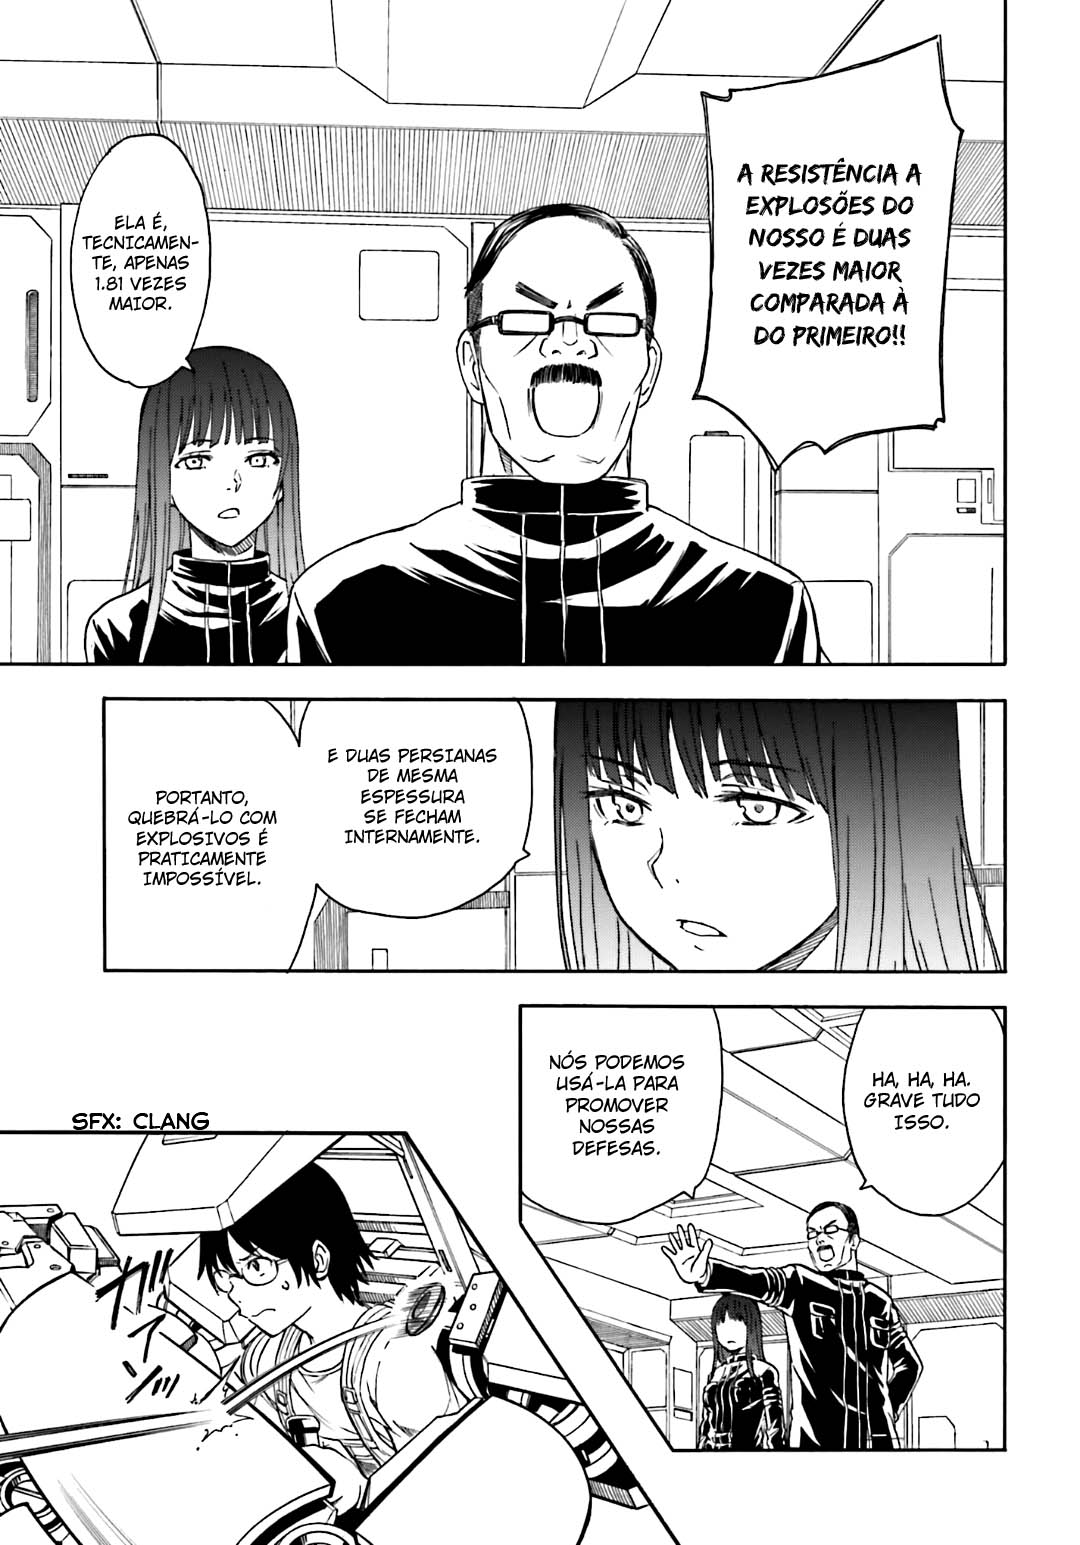 A RESISTÊNCIA A
EXPLOSÕES DO
NOSSO É DUAS
VEZES MAIOR
COMPARADA À
DO PRIMEIRO!!
ELA É,
TECNICAMEN-
TE, APENAS
1.81 VEZES
MAIOR.
E DUAS PERSIANAS
DE MESMA
ESPESSURA
SE FECHAM
INTERNAMENTE.
PORTANTO,
QUEBRÁ-LO COM
EXPLOSIVOS É
PRATICAMENTE
IMPOSSÍVEL.
HA, HA, HA.
GRAVE TUDO
ISSO.
NÓS PODEMOS
USÁ-LA PARA
PROMOVER
NOSSAS
DEFESAS.
SFX: CLANG